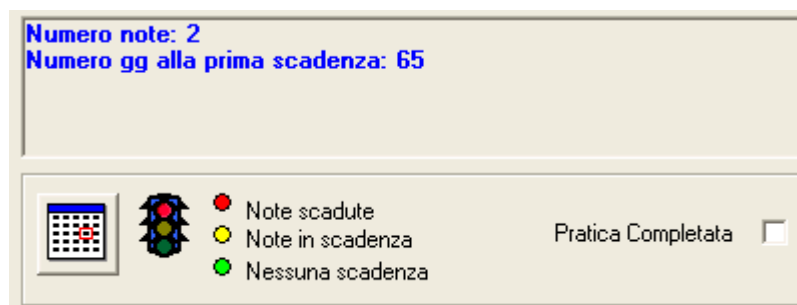 Numero note: 2
Numero gg alla prima scadenza: 65
Note scadute
Note in scadenza
Pratica Completata
Nessuna scadenza